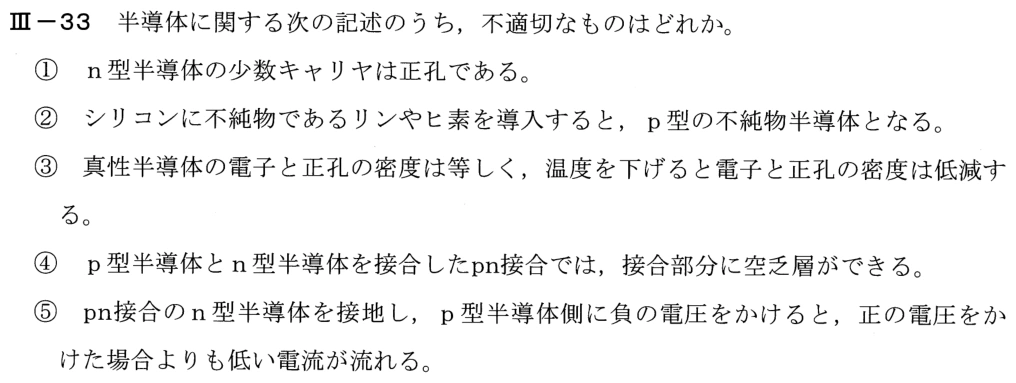 Ⅲ－33 半導体に関する次の記述のうち，不適切なものはどれか。
① n型半導体の少数キャリヤは正孔である。
② シリコンに不純物であるリンやヒ素を導入すると，p型の不純物半導体となる。
③ 真性半導体の電子と正孔の密度は等しく，温度を下げると電子と正孔の密度は低減す
る。
④ p型半導体とn型半導体を接合したpn接合では，接合部分に空乏層ができる。
⑤ pn接合のn型半導体を接地し，p型半導体側に負の電圧をかけると，正の電圧をか
けた場合よりも低い電流が流れる。